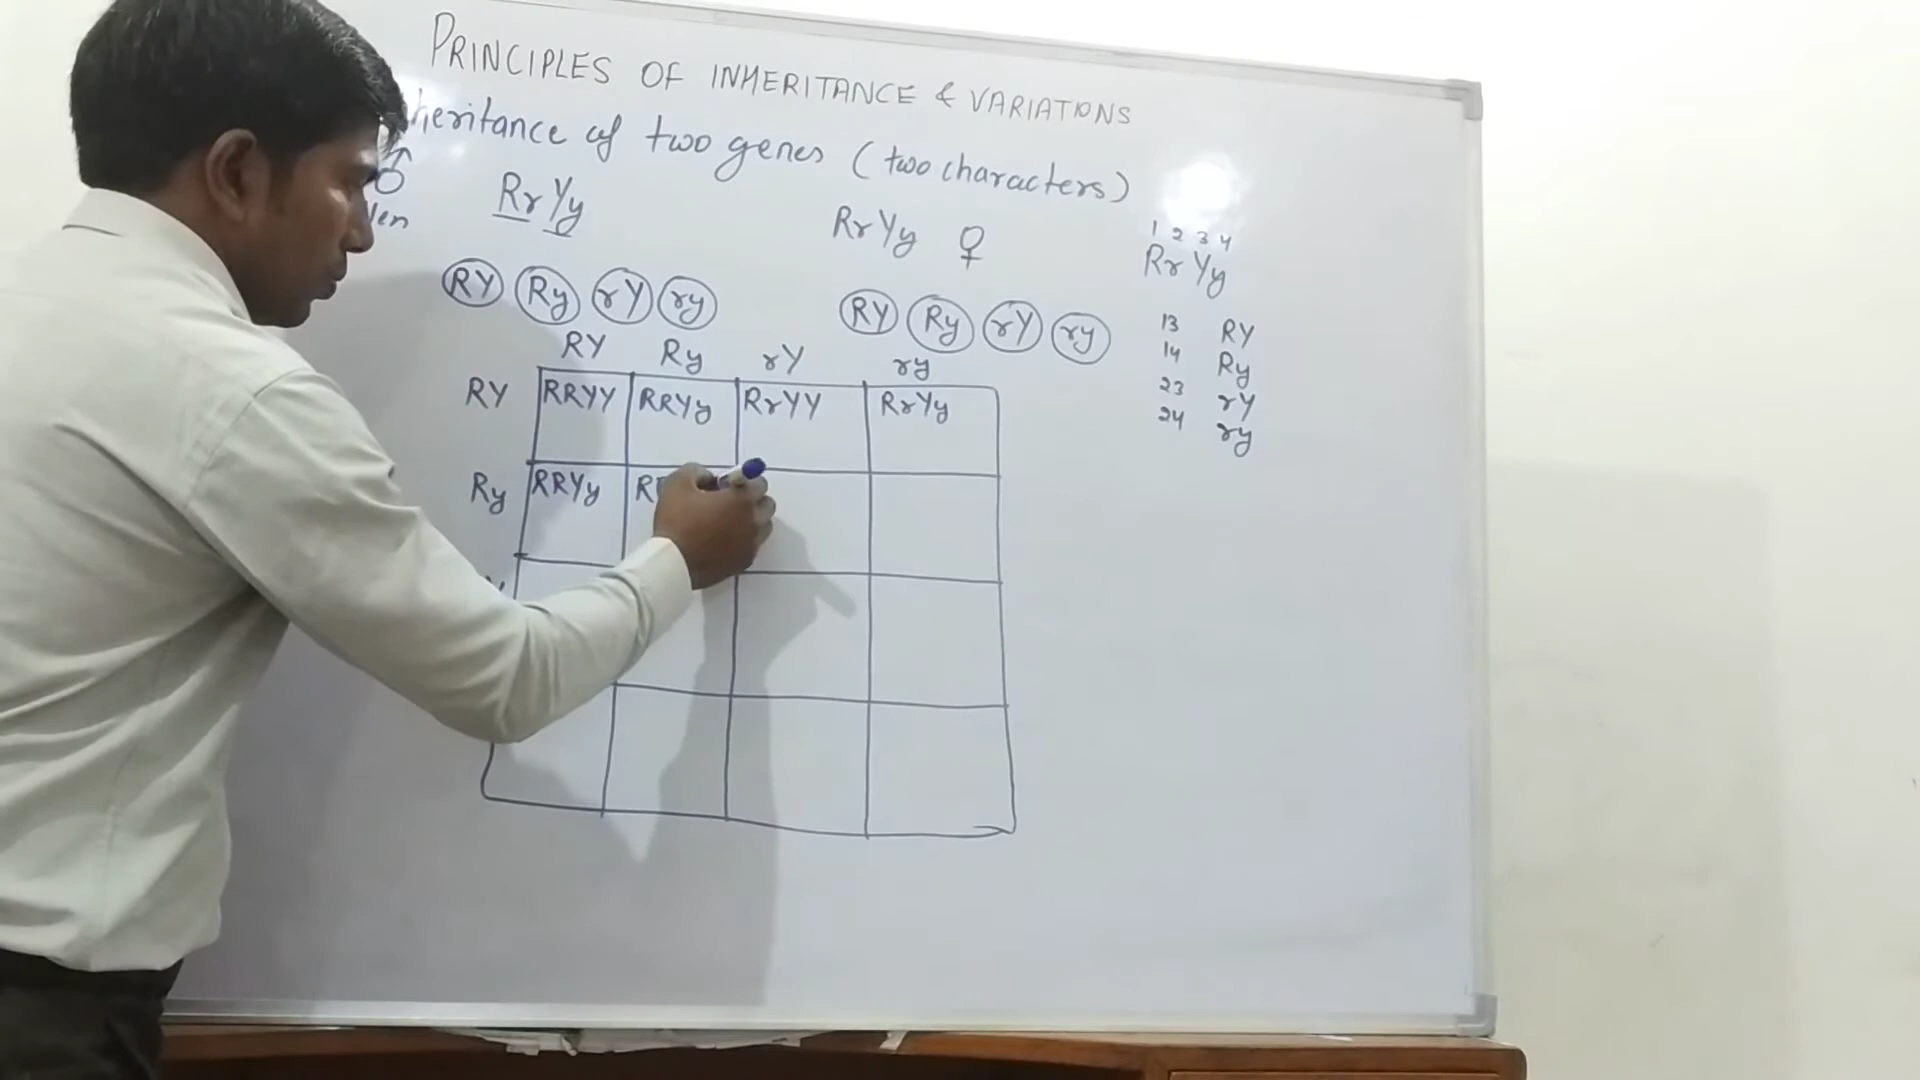 PRINCIPLES OF INHERITANCE & VARIATIONS
heritance of two genes (two characters)
RrYy
RrYy ♀
1 2 3 4
RrYy
RY Ry rY ry
RY Ry rY ry
13 RY
14 Ry
23 rY
24 ry
RY Ry rY ry
RY RRYY RRYy RrYY RrYy
Ry RRYy